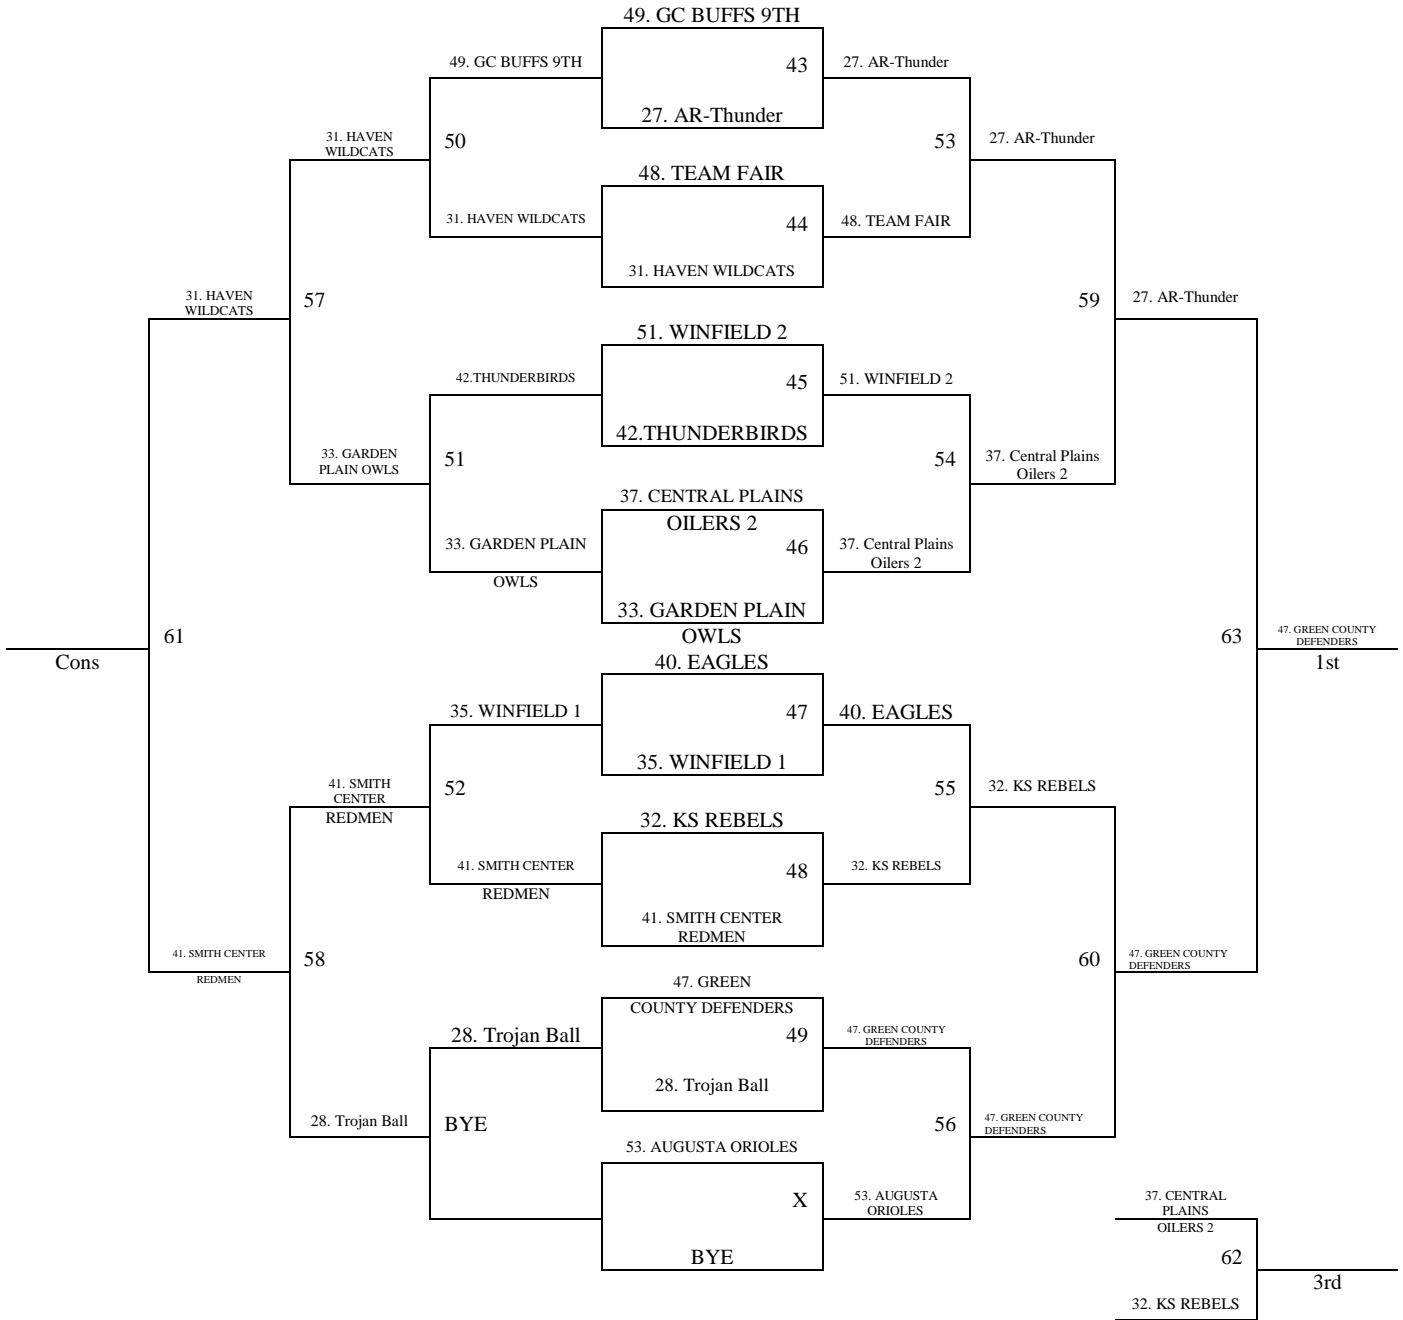 49. GC BUFFS 9TH
49. GC BUFFS 9TH
43
27. AR-Thunder
27. AR-Thunder
31. HAVEN
WILDCATS
50
53
27. AR-Thunder
48. TEAM FAIR
31. HAVEN WILDCATS
44
48. TEAM FAIR
31. HAVEN WILDCATS
31. HAVEN
WILDCATS
57
59
27. AR-Thunder
51. WINFIELD 2
42.THUNDERBIRDS
45
51. WINFIELD 2
42.THUNDERBIRDS
33. GARDEN
PLAIN OWLS
51
54
37. Central Plains
Oilers 2
37. CENTRAL PLAINS
OILERS 2
33. GARDEN PLAIN
OWLS
46
37. Central Plains
Oilers 2
33. GARDEN PLAIN
OWLS
61
Cons
63
47. GREEN COUNTY
DEFENDERS
1st
40. EAGLES
35. WINFIELD 1
47
40. EAGLES
35. WINFIELD 1
41. SMITH
CENTER
REDMEN
52
55
32. KS REBELS
32. KS REBELS
41. SMITH CENTER
REDMEN
48
32. KS REBELS
41. SMITH CENTER
REDMEN
41. SMITH CENTER
REDMEN
58
60
47. GREEN COUNTY
DEFENDERS
47. GREEN
COUNTY DEFENDERS
28. Trojan Ball
49
47. GREEN COUNTY
DEFENDERS
28. Trojan Ball
28. Trojan Ball
BYE
56
47. GREEN COUNTY
DEFENDERS
53. AUGUSTA ORIOLES
X
53. AUGUSTA
ORIOLES
BYE
37. CENTRAL
PLAINS
OILERS 2
62
3rd
32. KS REBELS